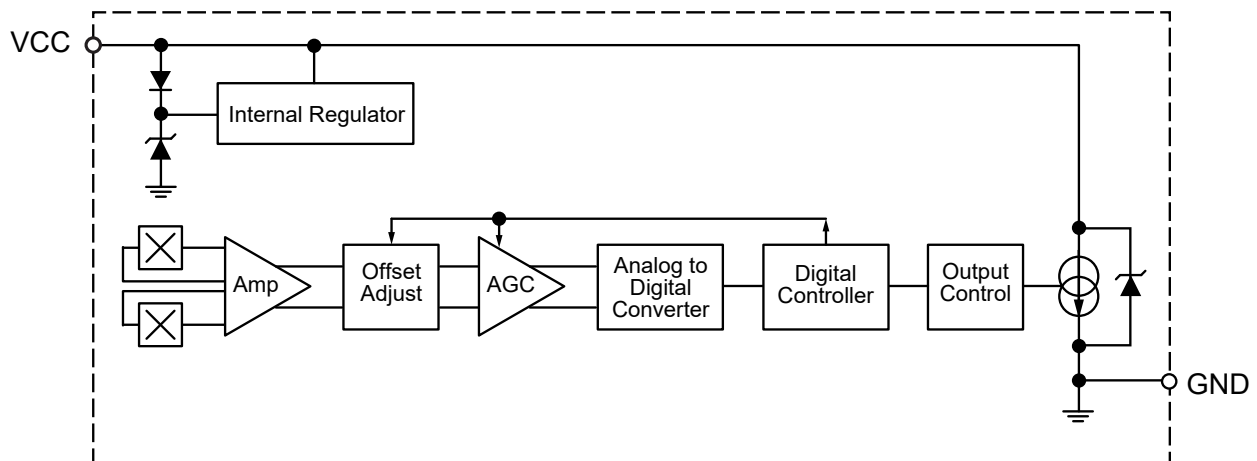 VCC
Internal Regulator
Amp
Offset
Adjust
AGC
Analog to
Digital
Converter
Digital
Controller
Output
Control
GND